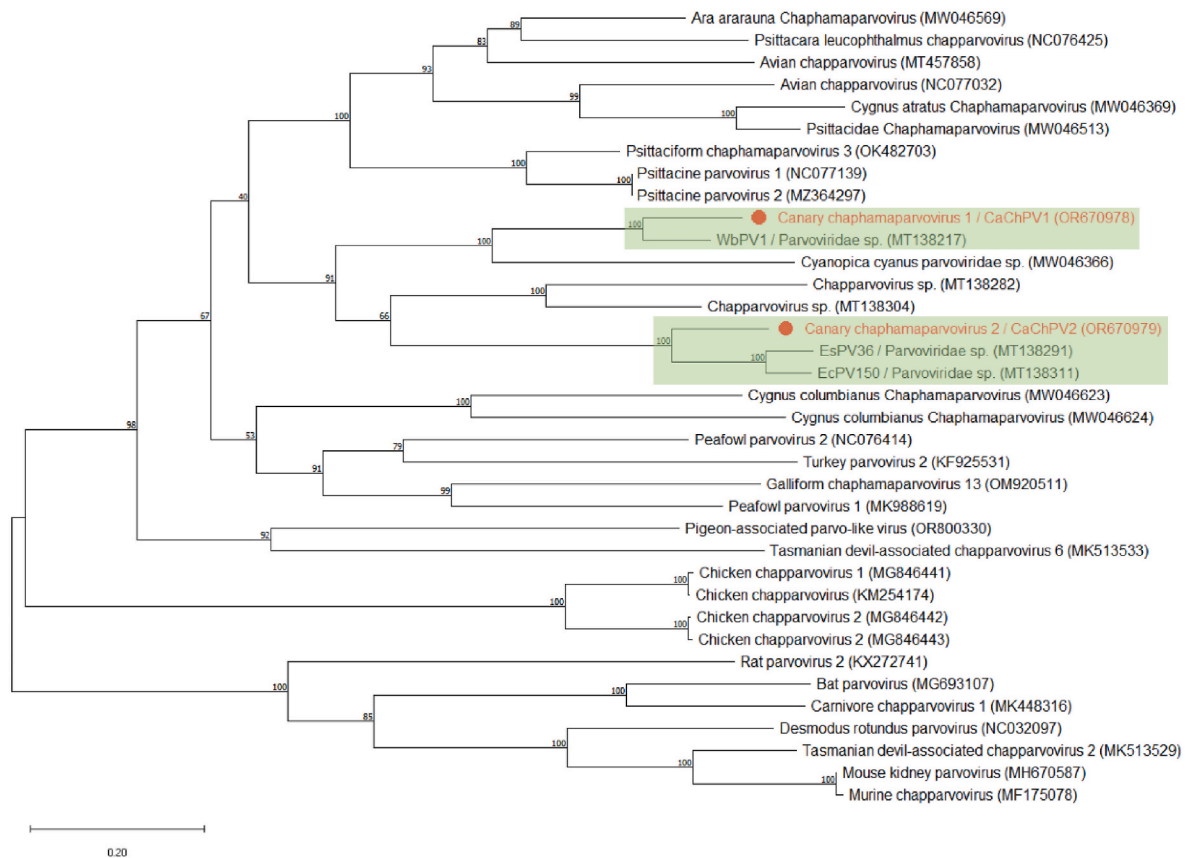 Ara ararauna Chaphamaparvovirus (MW046569)
89
Psittacara leucophthalmus chapparvovirus (NC076425)
83
Avian chapparvovirus (MT457858)
93
Avian chapparvovirus (NC077032)
99
Cygnus atratus Chaphamaparvovirus (MW046369)
100
Psittacidae Chaphamaparvovirus (MW046513)
100
Psittaciform chaphamaparvovirus 3 (OK482703)
100
Psittacine parvovirus 1 (NC077139)
100
Psittacine parvovirus 2 (MZ364297)
40
Canary chaphamaparvovirus 1 / CaChPV1 (OR670978)
100
WbPV1 / Parvoviridae sp. (MT138217)
100
Cyanopica cyanus parvoviridae sp. (MW046366)
91
Chapparvovirus sp. (MT138282)
100
Chapparvovirus sp. (MT138304)
67
66
Canary chaphamaparvovirus 2 / CaChPV2 (OR670979)
100
EsPV36 / Parvoviridae sp. (MT138291)
100
EcPV150 / Parvoviridae sp. (MT138311)
Cygnus columbianus Chaphamaparvovirus (MW046623)
100
Cygnus columbianus Chaphamaparvovirus (MW046624)
98
53
Peafowl parvovirus 2 (NC076414)
79
Turkey parvovirus 2 (KF925531)
91
Galliform chaphamaparvovirus 13 (OM920511)
99
Peafowl parvovirus 1 (MK988619)
Pigeon-associated parvo-like virus (OR800330)
92
Tasmanian devil-associated chapparvovirus 6 (MK513533)
Chicken chapparvovirus 1 (MG846441)
100
Chicken chapparvovirus (KM254174)
100
Chicken chapparvovirus 2 (MG846442)
100
Chicken chapparvovirus 2 (MG846443)
Rat parvovirus 2 (KX272741)
100
Bat parvovirus (MG693107)
100
Carnivore chapparvovirus 1 (MK448316)
85
Desmodus rotundus parvovirus (NC032097)
100
Tasmanian devil-associated chapparvovirus 2 (MK513529)
100
Mouse kidney parvovirus (MH670587)
100
Murine chapparvovirus (MF175078)
0.20